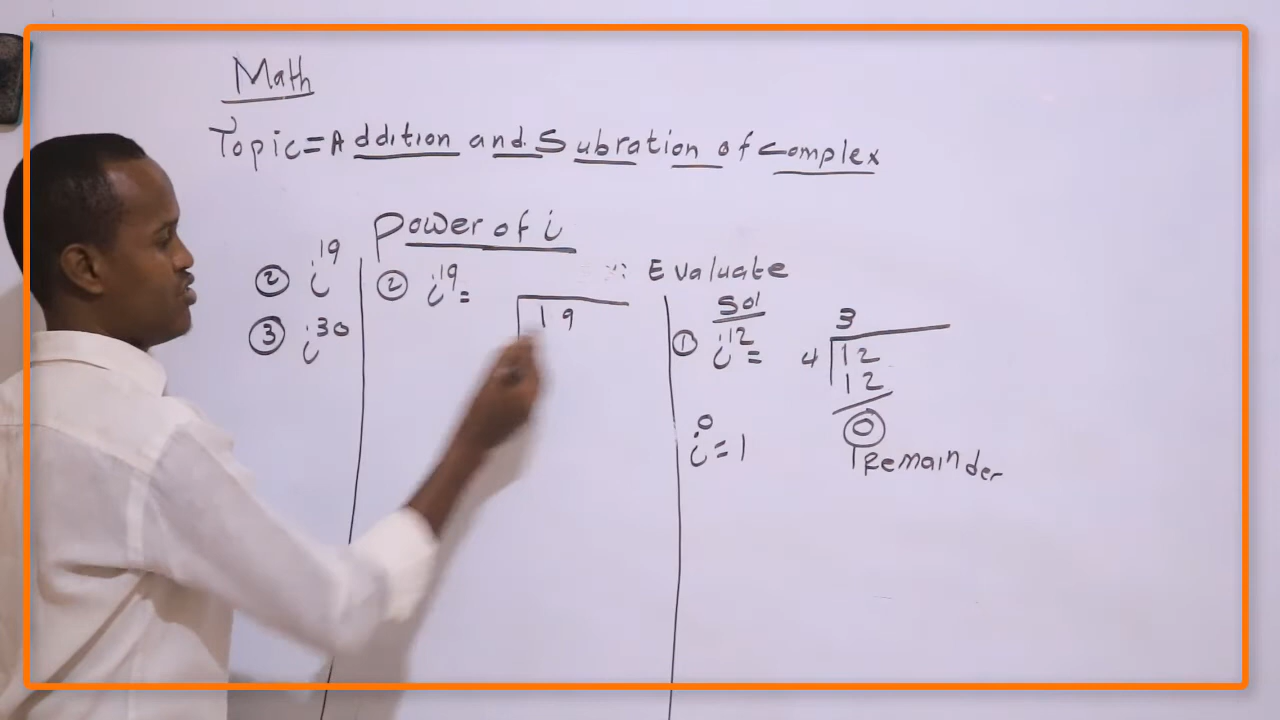 Math
Topic = Addition and Subration of Complex
Power of i
∴ Evaluate
② i¹⁹
③ i³⁰
② i¹⁹ =
19
Sol
① i¹² =
3
4 12
12
0
Remainder
i⁰ = 1